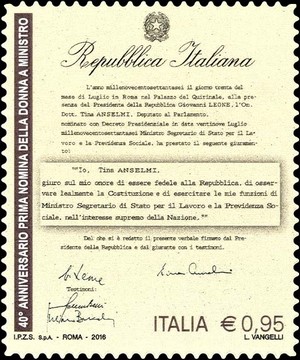 Repubblica Italiana
L'anno millenovecentosettantasei il giorno trenta del
mese di Luglio in Roma nel Palazzo del Quirinale, alla pre=
senza del Presidente della Repubblica Giovanni LEONE, l'On.
Dott. Tina ANSELMI, Deputato al Parlamento,
nominato con Decreto Presidenziale in data ventinove Luglio
millenovecentosettantasei Ministro Segretario di Stato per il La=
voro e la Previdenza Sociale, ha prestato il seguente giuramento:
""Io, Tina ANSELMI,
giuro sul mio onore di essere fedele alla Repubblica, di osser=
vare lealmente la Costituzione e di esercitare le mie funzioni di
Ministro Segretario di Stato per il Lavoro e la Previdenza So=
ciale, nell'interesse supremo della Nazione.""
Del che si è redatto il presente verbale firmato dal Pre=
sidente della Repubblica e dal giurante con i testimoni.
Leone
Testimoni:
40° ANNIVERSARIO PRIMA NOMINA DELLA DONNA A MINISTRO
ITALIA € 0,95
I.P.Z.S. S.p.A. - ROMA - 2016
L. VANGELLI